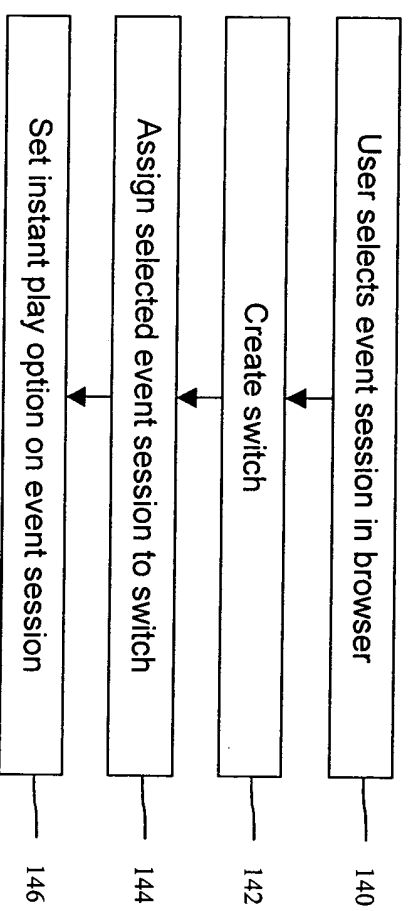 User selects event session in browser
140
Create switch
142
Assign selected event session to switch
144
Set instant play option on event session
146